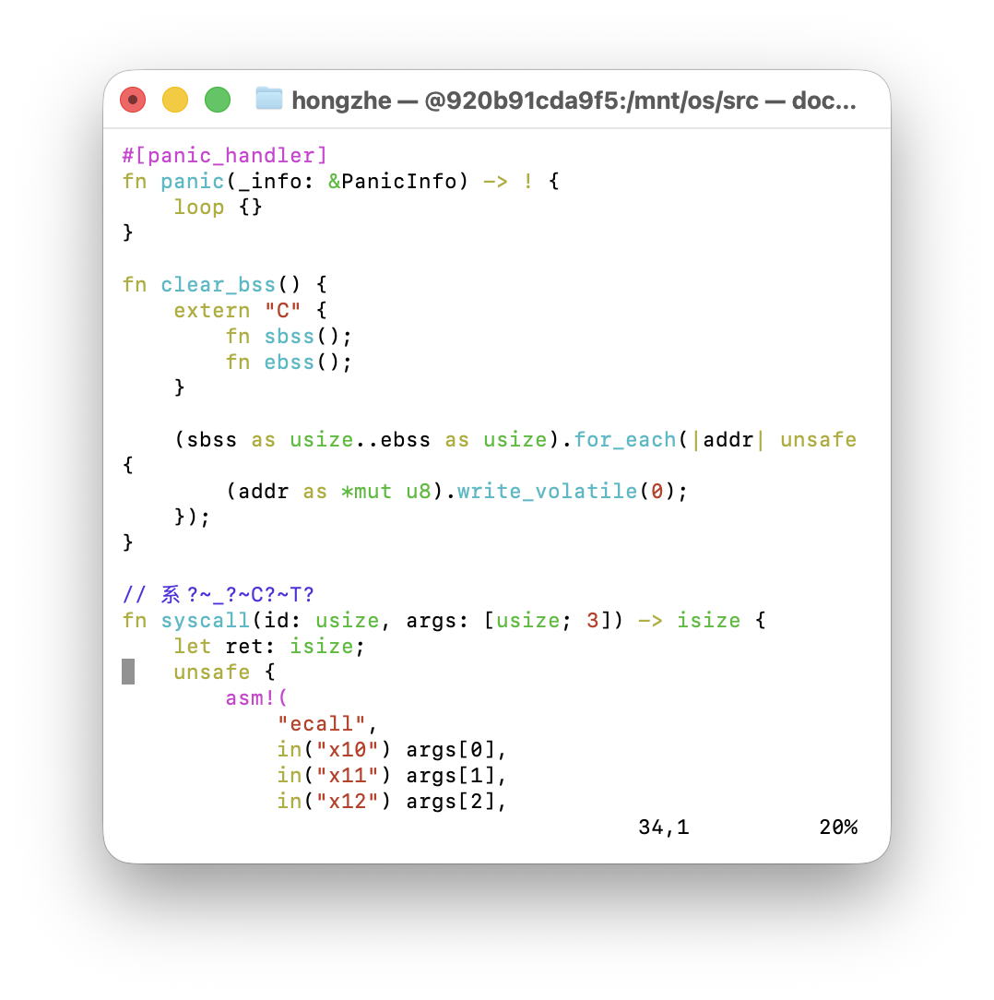 hongzhe — @920b91cda9f5:/mnt/os/src — doc...
#[panic_handler]
fn panic(_info: &PanicInfo) -> ! {
    loop {}
}

fn clear_bss() {
    extern "C" {
        fn sbss();
        fn ebss();
    }

    (sbss as usize..ebss as usize).for_each(|addr| unsafe
{
        (addr as *mut u8).write_volatile(0);
    });
}

// 系?~_?~C?~T?
fn syscall(id: usize, args: [usize; 3]) -> isize {
    let ret: isize;
    unsafe {
        asm!(
            "ecall",
            in("x10") args[0],
            in("x11") args[1],
            in("x12") args[2],
34,1 20%